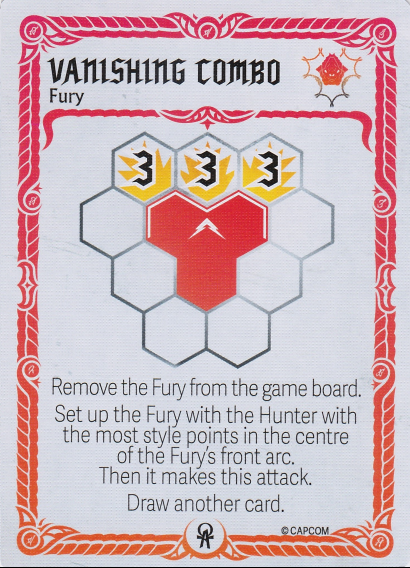 VANISHING COMBO
Fury
3 3 3
Remove the Fury from the game board.
Set up the Fury with the Hunter with
the most style points in the centre
of the Fury's front arc.
Then it makes this attack.
Draw another card.
© CAPCOM